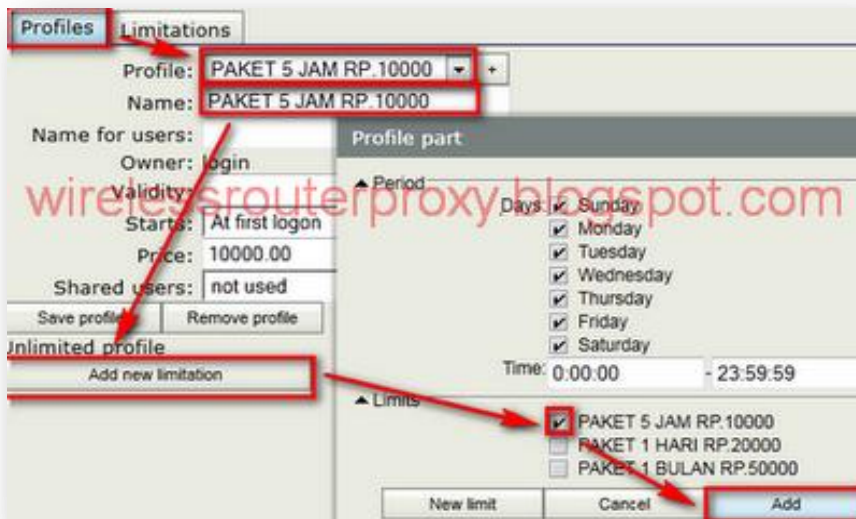 Profiles Limitations
Profile: PAKET 5 JAM RP.10000 +
Name: PAKET 5 JAM RP.10000
Name for users:
Owner: login
Validity:
Starts: At first logon
Price: 10000.00
Shared users: not used
Save profile Remove profile
Unlimited profile
Add new limitation
Profile part
Period
Days: Sunday
Monday
Tuesday
Wednesday
Thursday
Friday
Saturday
Time: 0:00:00 - 23:59:59
Limits
PAKET 5 JAM RP.10000
PAKET 1 HARI RP.20000
PAKET 1 BULAN RP.50000
New limit Cancel Add
wirelessrouterproxy.blogspot.com